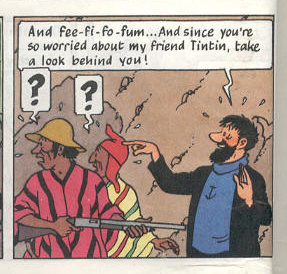 And fee-fi-fo-fum...And since you're
so worried about my friend Tintin, take
a look behind you!
? ?